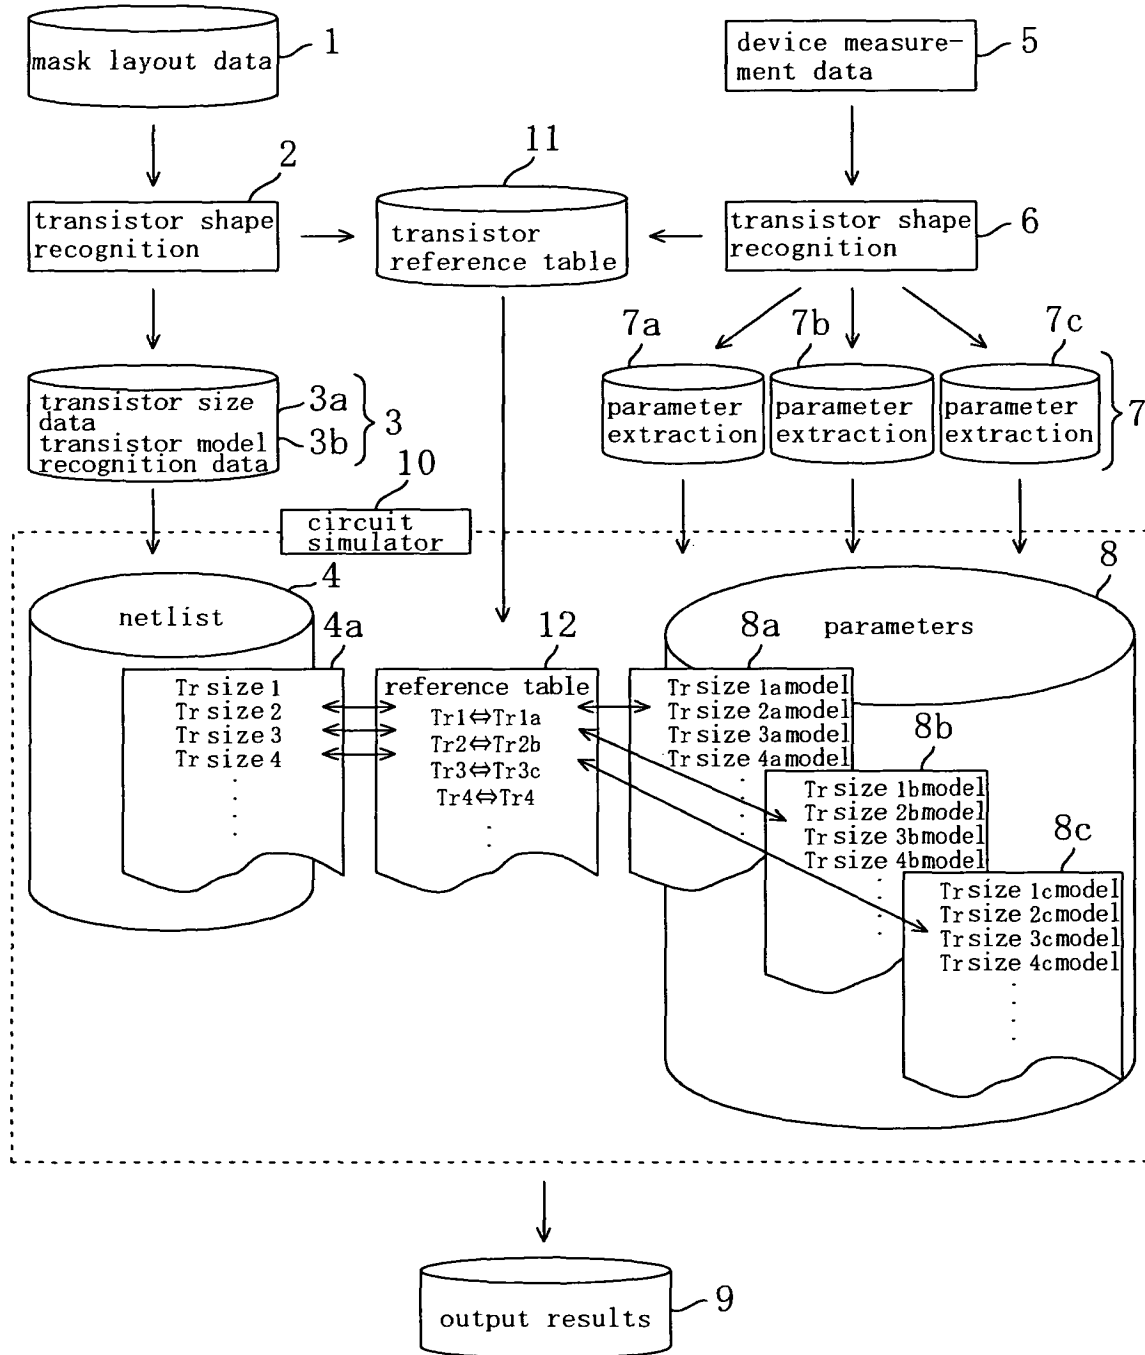 mask layout data
1
device measure-
ment data
5
11
2
transistor shape
recognition
transistor
reference table
transistor shape
recognition
6
7a
7b
7c
transistor size
data
transistor model
recognition data
3a
3b
3
parameter
extraction
parameter
extraction
parameter
extraction
7
10
circuit
simulator
4
netlist
8
parameters
4a
Tr size 1
Tr size 2
Tr size 3
Tr size 4
12
reference table
Tr1⇔Tr1a
Tr2⇔Tr2b
Tr3⇔Tr3c
Tr4⇔Tr4
8a
Tr size 1a model
Tr size 2a model
Tr size 3a model
Tr size 4a model
8b
Tr size 1b model
Tr size 2b model
Tr size 3b model
Tr size 4b model
8c
Tr size 1c model
Tr size 2c model
Tr size 3c model
Tr size 4c model
output results
9